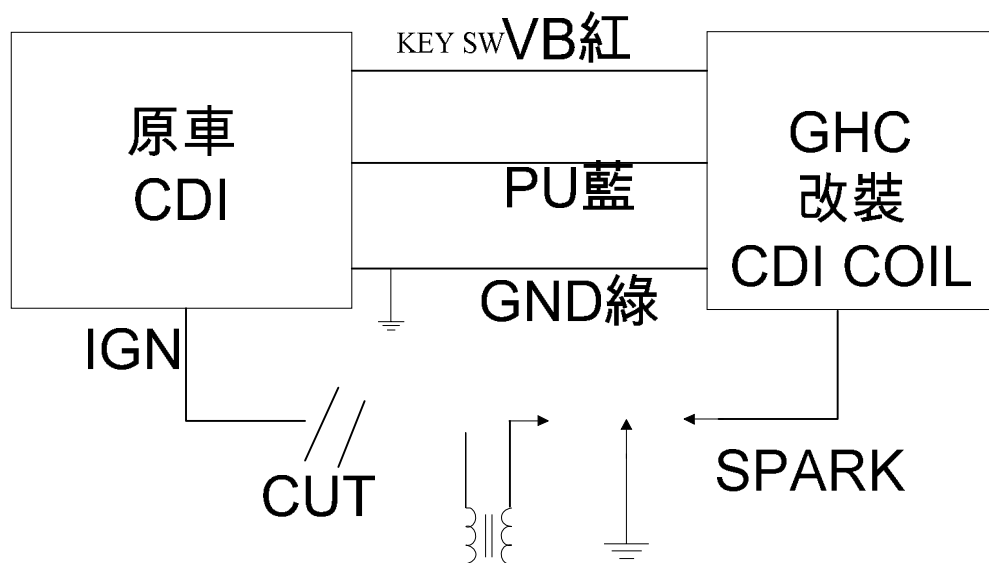 KEY SW VB紅
原車
CDI
GHC
改裝
CDI COIL
PU藍
GND綠
IGN
CUT
SPARK